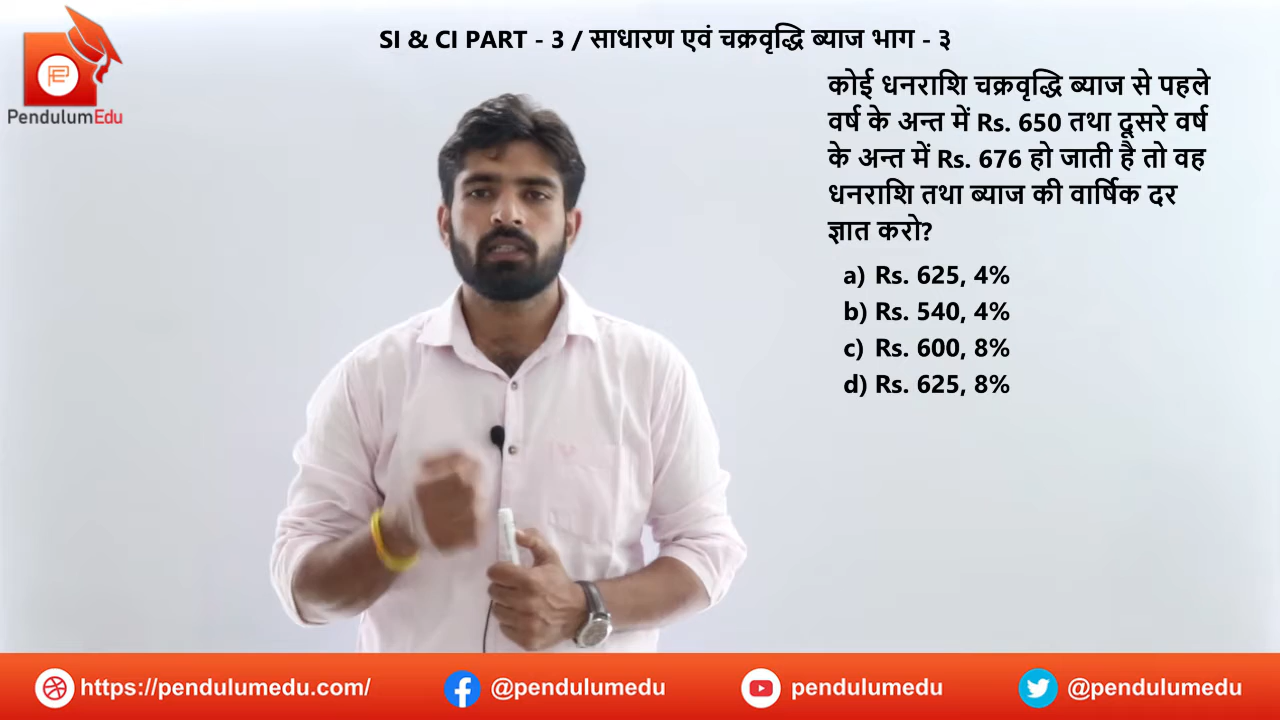 SI & CI PART - 3 / साधारण एवं चक्रवृद्धि ब्याज भाग - ३
PendulumEdu
कोई धनराशि चक्रवृद्धि ब्याज से पहले
वर्ष के अन्त में Rs. 650 तथा दूसरे वर्ष
के अन्त में Rs. 676 हो जाती है तो वह
धनराशि तथा ब्याज की वार्षिक दर
ज्ञात करो?
a) Rs. 625, 4%
b) Rs. 540, 4%
c) Rs. 600, 8%
d) Rs. 625, 8%
https://pendulumedu.com/ @pendulumedu pendulumedu @pendulumedu